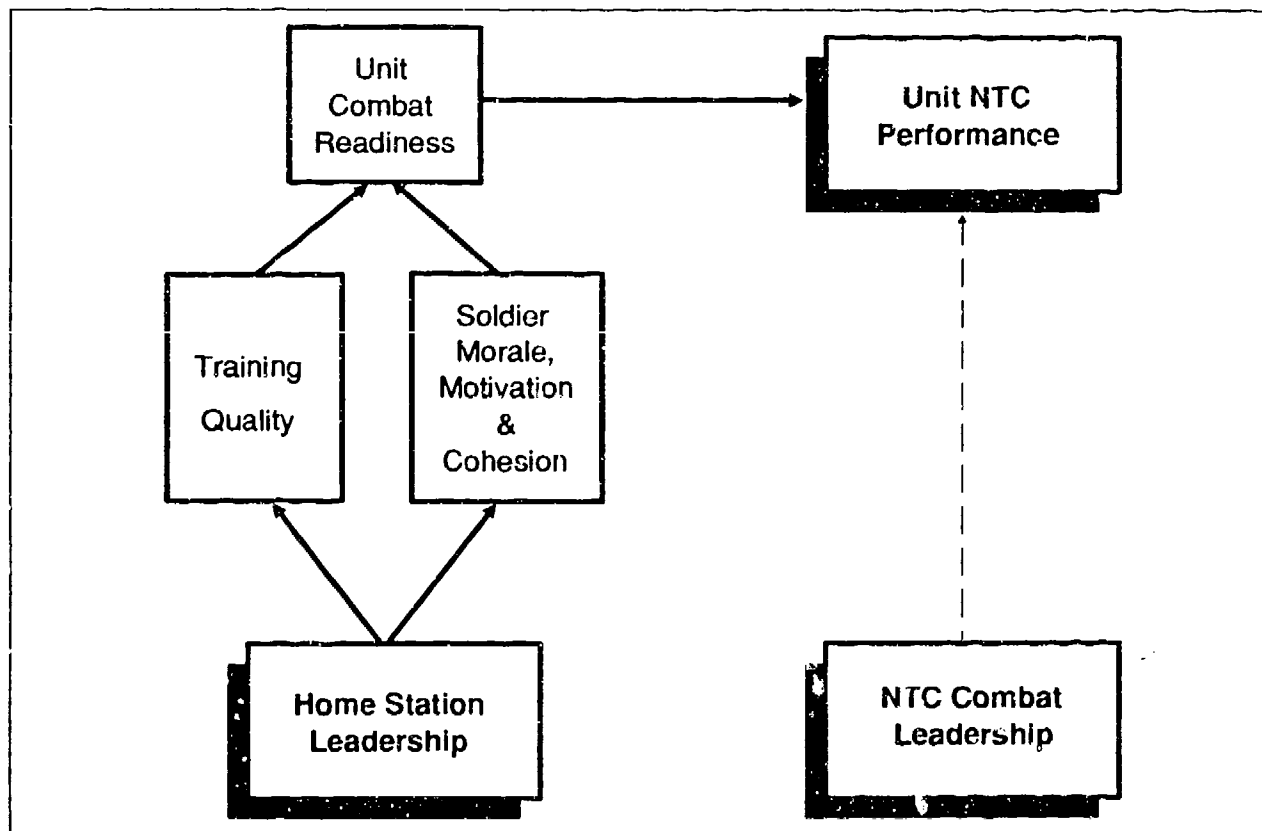 Unit
Combat
Readiness
Unit NTC
Performance
Training
Quality
Soldier
Morale,
Motivation
&
Cohesion
Home Station
Leadership
NTC Combat
Leadership